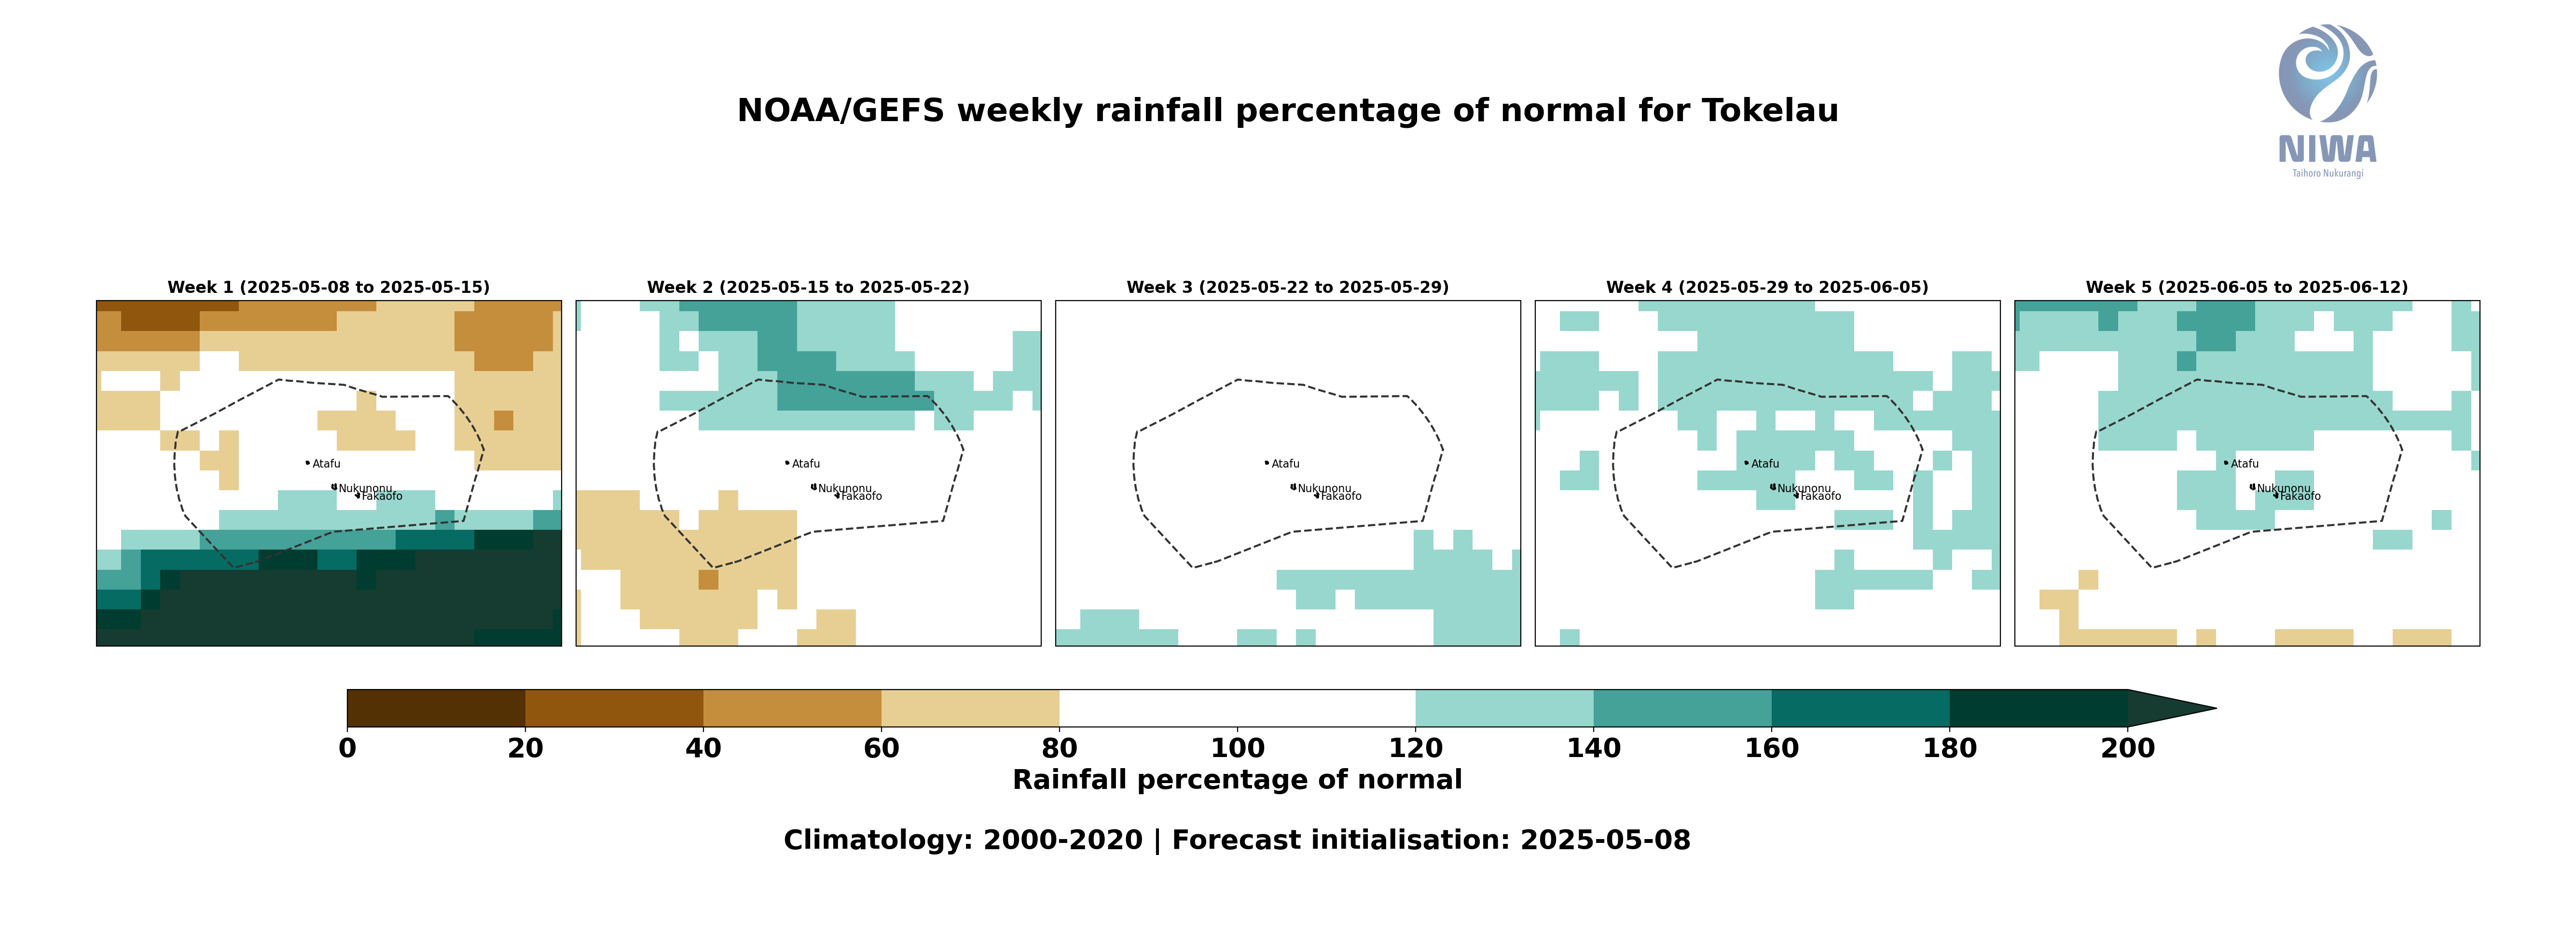 NOAA/GEFS weekly rainfall percentage of normal for Tokelau
NIWA
Taihoro Nukurangi
Week 1 (2025-05-08 to 2025-05-15)
Atafu
Nukunonu
Fakaofo
Week 2 (2025-05-15 to 2025-05-22)
Atafu
Nukunonu
Fakaofo
Week 3 (2025-05-22 to 2025-05-29)
Atafu
Nukunonu
Fakaofo
Week 4 (2025-05-29 to 2025-06-05)
Atafu
Nukunonu
Fakaofo
Week 5 (2025-06-05 to 2025-06-12)
Atafu
Nukunonu
Fakaofo
0 20 40 60 80 100 120 140 160 180 200
Rainfall percentage of normal
Climatology: 2000-2020 | Forecast initialisation: 2025-05-08